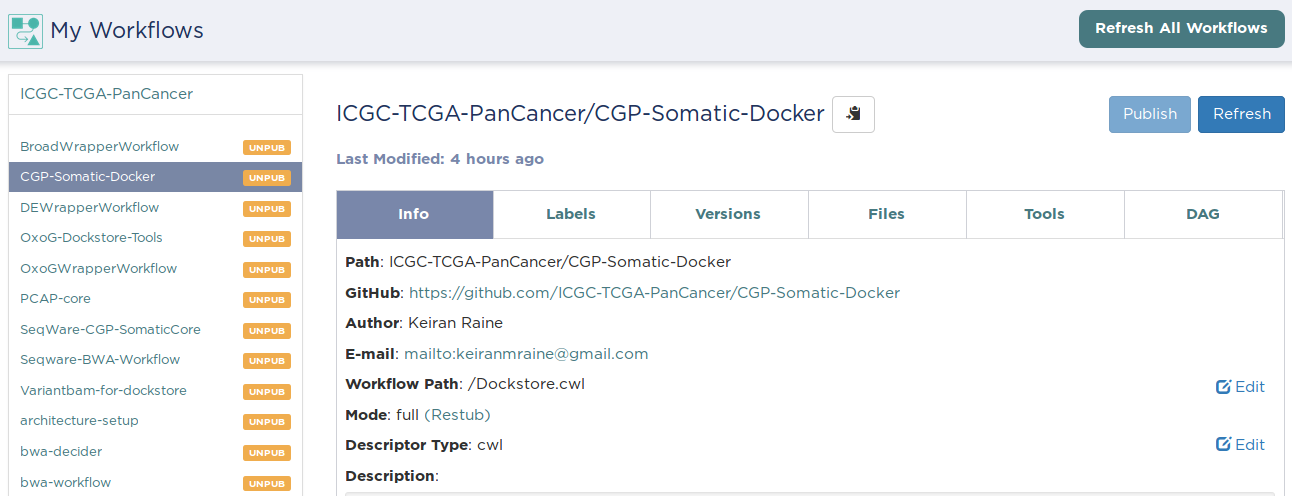 My Workflows
Refresh All Workflows
ICGC-TCGA-PanCancer
BroadWrapperWorkflow UNPUB
CGP-Somatic-Docker UNPUB
DEWrapperWorkflow UNPUB
OxoG-Dockstore-Tools UNPUB
OxoGWrapperWorkflow UNPUB
PCAP-core UNPUB
SeqWare-CGP-SomaticCore UNPUB
Seqware-BWA-Workflow UNPUB
Variantbam-for-dockstore UNPUB
architecture-setup UNPUB
bwa-decider UNPUB
bwa-workflow UNPUB
ICGC-TCGA-PanCancer/CGP-Somatic-Docker
Publish Refresh
Last Modified: 4 hours ago
Info Labels Versions Files Tools DAG
Path: ICGC-TCGA-PanCancer/CGP-Somatic-Docker
GitHub: https://github.com/ICGC-TCGA-PanCancer/CGP-Somatic-Docker
Author: Keiran Raine
E-mail: mailto:keiranmraine@gmail.com
Workflow Path: /Dockstore.cwl Edit
Mode: full (Restub)
Descriptor Type: cwl Edit
Description: